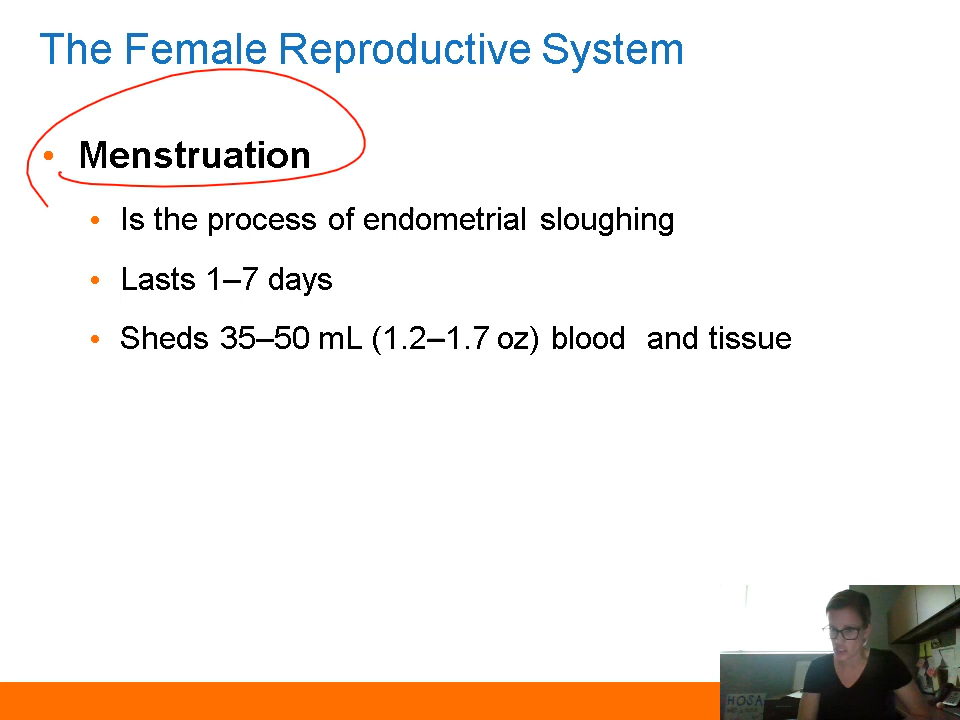 The Female Reproductive System
• Menstruation
• Is the process of endometrial sloughing
• Lasts 1–7 days
• Sheds 35–50 mL (1.2–1.7 oz) blood and tissue
HOSA